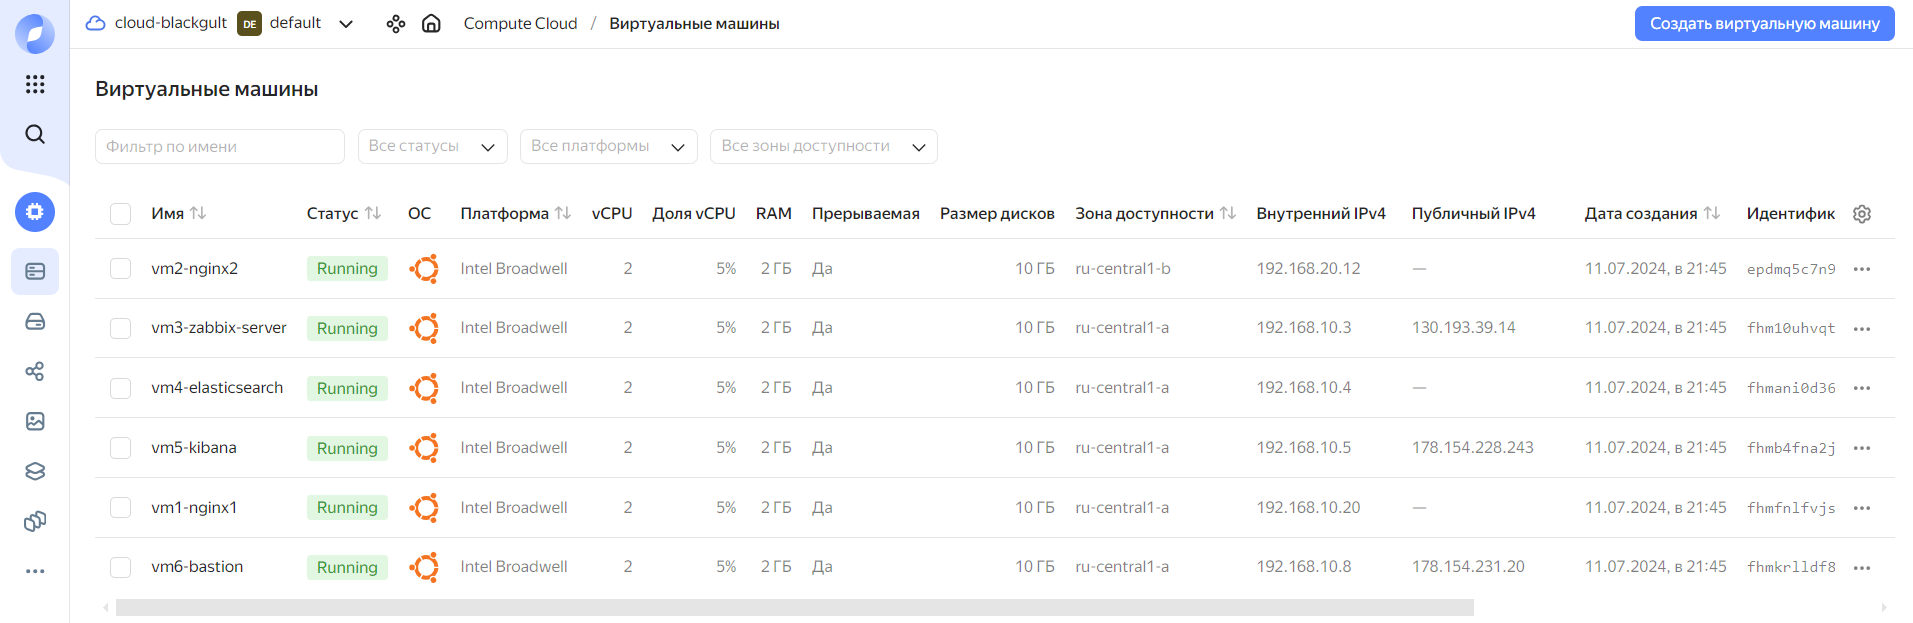 cloud-blackgult DE default Compute Cloud / Виртуальные машины Создать виртуальную машину
Виртуальные машины
Фильтр по имени Все статусы Все платформы Все зоны доступности
Имя Статус ОС Платформа vCPU Доля vCPU RAM Прерываемая Размер дисков Зона доступности Внутренний IPv4 Публичный IPv4 Дата создания Идентифик
vm2-nginx2 Running Intel Broadwell 2 5% 2 ГБ Да 10 ГБ ru-central1-b 192.168.20.12 — 11.07.2024, в 21:45 epdmq5c7n9
vm3-zabbix-server Running Intel Broadwell 2 5% 2 ГБ Да 10 ГБ ru-central1-a 192.168.10.3 130.193.39.14 11.07.2024, в 21:45 fhm10uhvqt
vm4-elasticsearch Running Intel Broadwell 2 5% 2 ГБ Да 10 ГБ ru-central1-a 192.168.10.4 — 11.07.2024, в 21:45 fhmani0d36
vm5-kibana Running Intel Broadwell 2 5% 2 ГБ Да 10 ГБ ru-central1-a 192.168.10.5 178.154.228.243 11.07.2024, в 21:45 fhmb4fna2j
vm1-nginx1 Running Intel Broadwell 2 5% 2 ГБ Да 10 ГБ ru-central1-a 192.168.10.20 — 11.07.2024, в 21:45 fhmfnlfvjs
vm6-bastion Running Intel Broadwell 2 5% 2 ГБ Да 10 ГБ ru-central1-a 192.168.10.8 178.154.231.20 11.07.2024, в 21:45 fhmkrlldf8